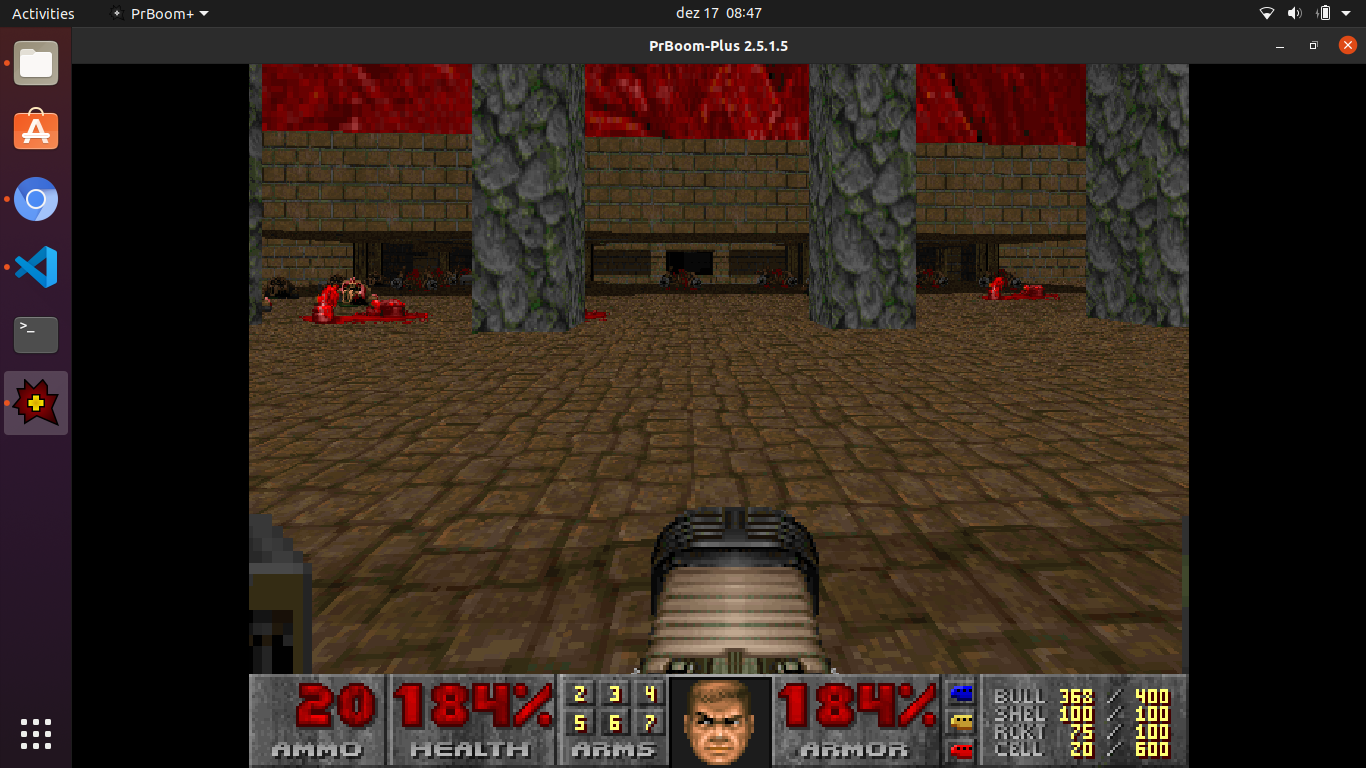 Activities
PrBoom+
dez 17 08:47
PrBoom-Plus 2.5.1.5
>_
20
184%
2 3 4
5 6 7
184%
BULL 368 / 400
SHEL 100 / 100
RCKT 75 / 100
CELL 20 / 600
AMMO
HEALTH
ARMS
ARMOR